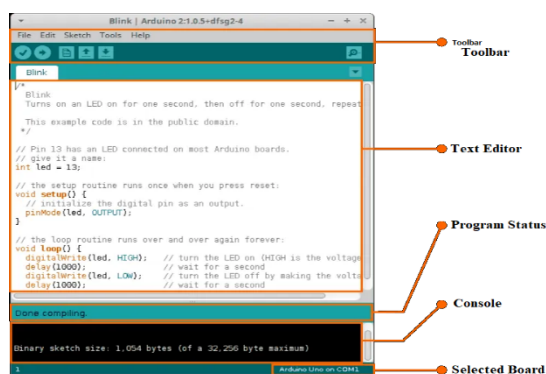 Blink | Arduino 2:1.0.5+dfsg2-4
File Edit Sketch Tools Help
Toolbar
Toolbar
Blink
/*
Blink
Turns on an LED on for one second, then off for one second, repeat
This example code is in the public domain.
*/
// Pin 13 has an LED connected on most Arduino boards.
// give it a name:
int led = 13;
// the setup routine runs once when you press reset:
void setup() {
// initialize the digital pin as an output.
pinMode(led, OUTPUT);
}
// the loop routine runs over and over again forever:
void loop() {
digitalWrite(led, HIGH); // turn the LED on (HIGH is the voltage
delay(1000); // wait for a second
digitalWrite(led, LOW); // turn the LED off by making the volta
delay(1000); // wait for a second
Text Editor
Program Status
Done compiling.
Console
Binary sketch size: 1,054 bytes (of a 32,256 byte maximum)
1
Arduino Uno on COM1
Selected Board